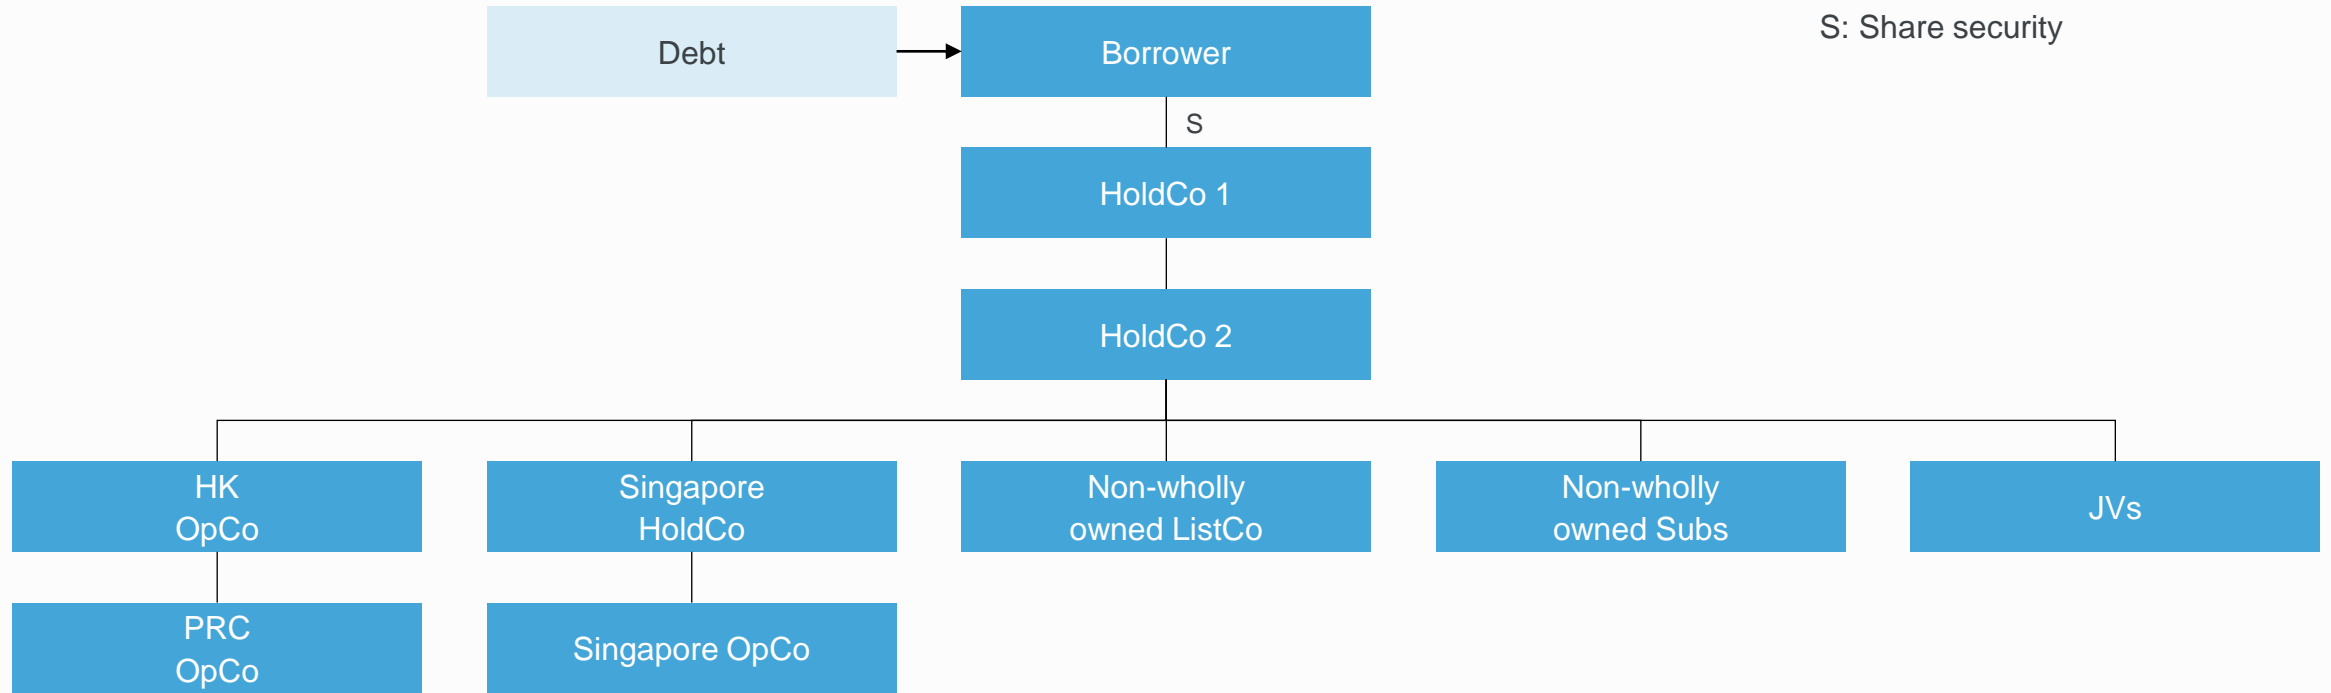 Debt
Borrower
S: Share security
S
HoldCo 1
HoldCo 2
HK
OpCo
Singapore
HoldCo
Non-wholly
owned ListCo
Non-wholly
owned Subs
JVs
PRC
OpCo
Singapore OpCo